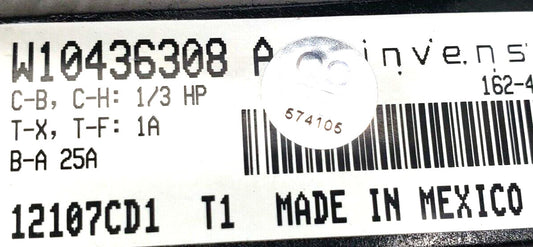 W10436308 A invens
162-4
C-B, C-H: 1/3 HP
T-X, T-F: 1A
B-A 25A
574105
12107CD1 T1 MADE IN MEXICO